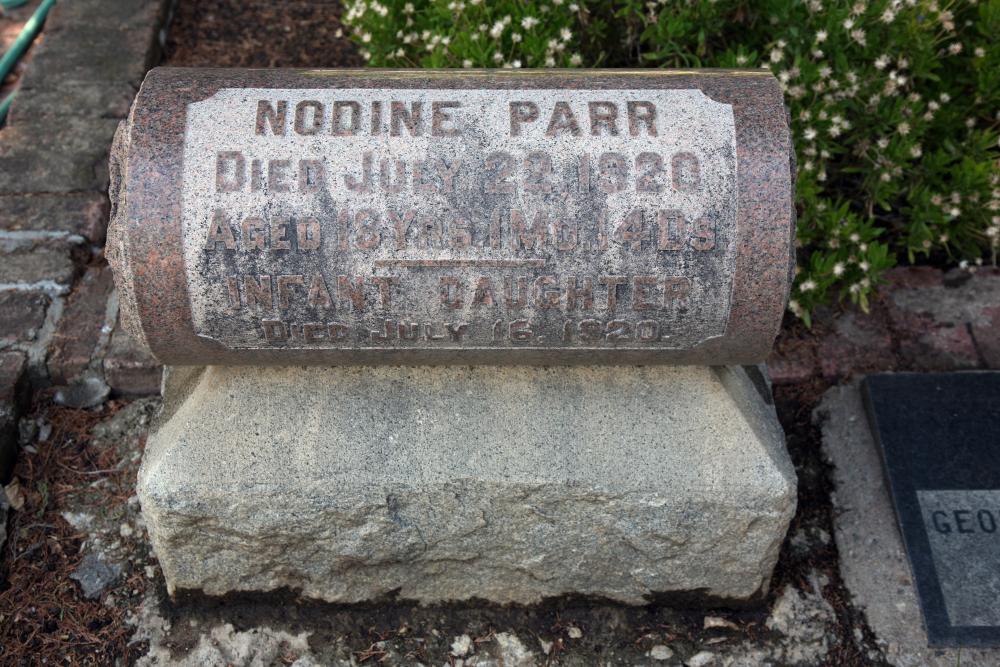 NODINE PARR
DIED JULY 22, 1920
AGED 18 YRS. 1 MO. 14 DS
INFANT DAUGHTER
DIED JULY 16, 1920.
GEO